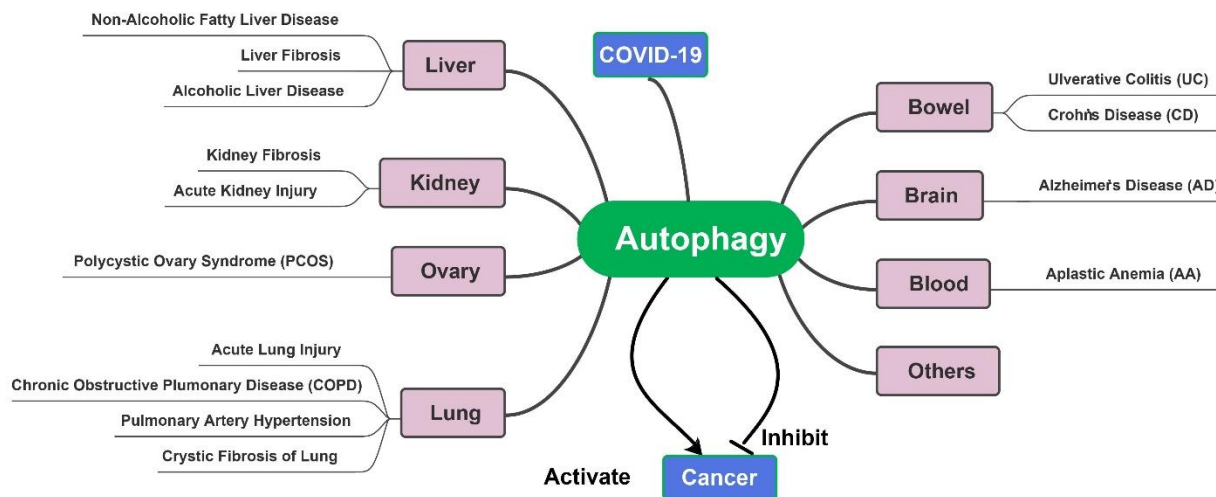 Non-Alcoholic Fatty Liver Disease
Liver Fibrosis
Alcoholic Liver Disease
Liver
Kidney Fibrosis
Acute Kidney Injury
Kidney
Polycystic Ovary Syndrome (PCOS)
Ovary
Acute Lung Injury
Chronic Obstructive Plumonary Disease (COPD)
Pulmonary Artery Hypertension
Crystic Fibrosis of Lung
Lung
COVID-19
Autophagy
Activate
Inhibit
Cancer
Bowel
Ulverative Colitis (UC)
Crohn's Disease (CD)
Brain
Alzheimer's Disease (AD)
Blood
Aplastic Anemia (AA)
Others